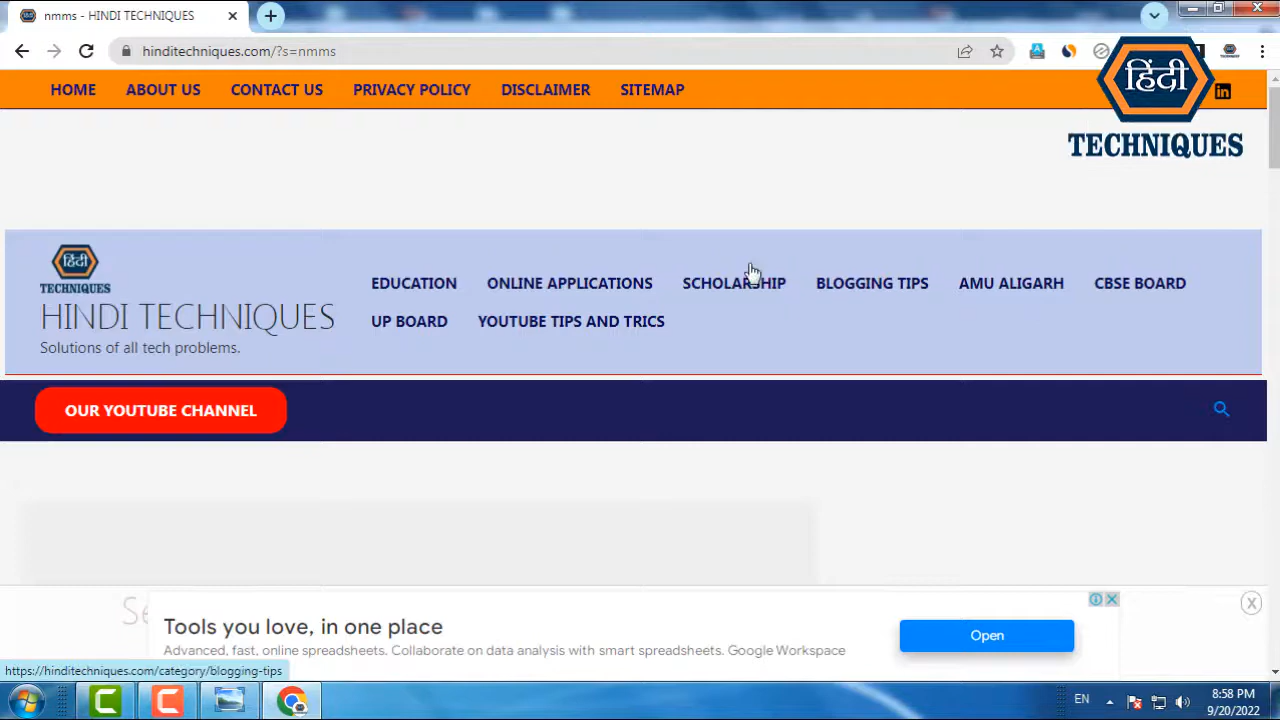 nmms - HINDI TECHNIQUES
hinditechniques.com/?s=nmms
HOME ABOUT US CONTACT US PRIVACY POLICY DISCLAIMER SITEMAP
हिंदी
TECHNIQUES
हिंदी
TECHNIQUES
HINDI TECHNIQUES
Solutions of all tech problems.
EDUCATION ONLINE APPLICATIONS SCHOLARSHIP BLOGGING TIPS AMU ALIGARH CBSE BOARD
UP BOARD YOUTUBE TIPS AND TRICS
OUR YOUTUBE CHANNEL
Tools you love, in one place
Advanced, fast, online spreadsheets. Collaborate on data analysis with smart spreadsheets. Google Workspace
Open
https://hinditechniques.com/category/blogging-tips
EN
8:58 PM
9/20/2022